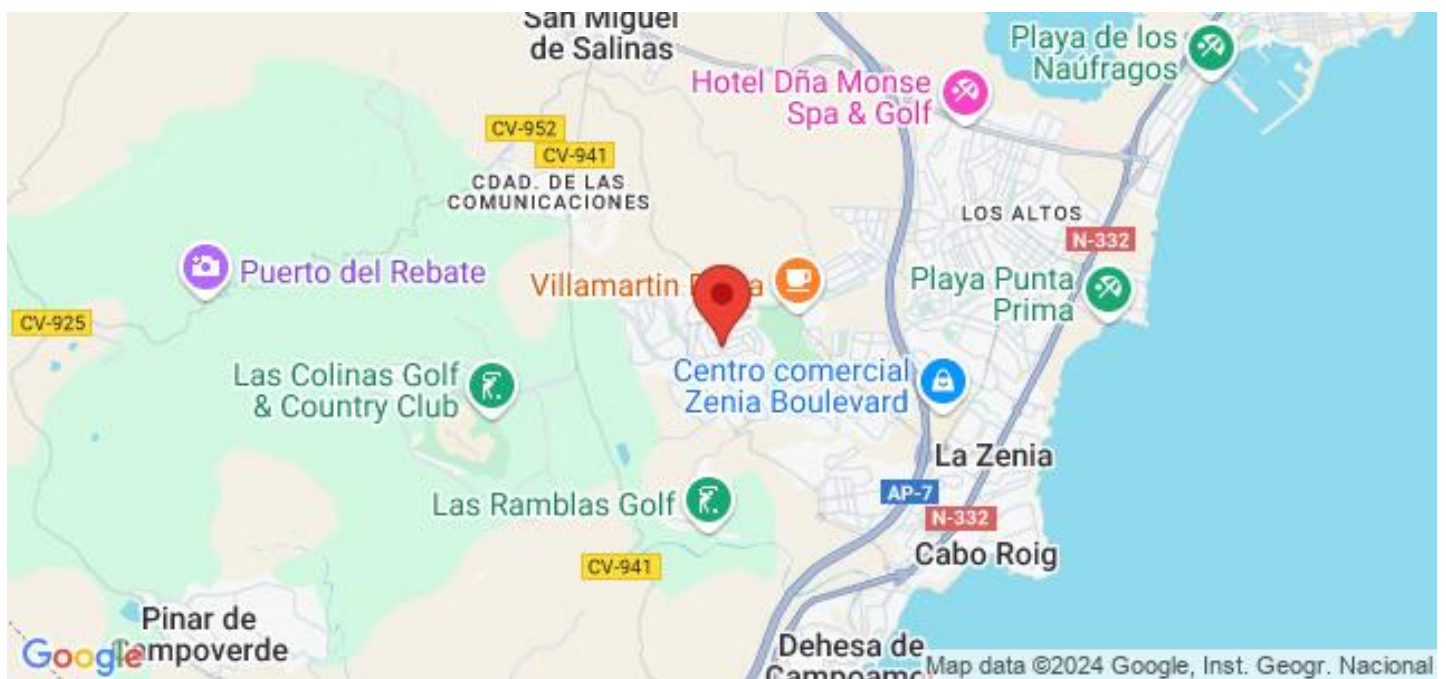 San Miguel
de Salinas
Playa de los
Naúfragos
Hotel Dña Monse
Spa & Golf
CV-952
CV-941
CDAD. DE LAS
COMUNICACIONES
LOS ALTOS
N-332
Puerto del Rebate
Villamartin
Playa Punta
Prima
CV-925
Las Colinas Golf
& Country Club
Centro comercial
Zenia Boulevard
La Zenia
AP-7
Las Ramblas Golf
N-332
Cabo Roig
CV-941
Pinar de
Campoverde
Google
Dehesa de
Campoamor
Map data ©2024 Google, Inst. Geogr. Nacional